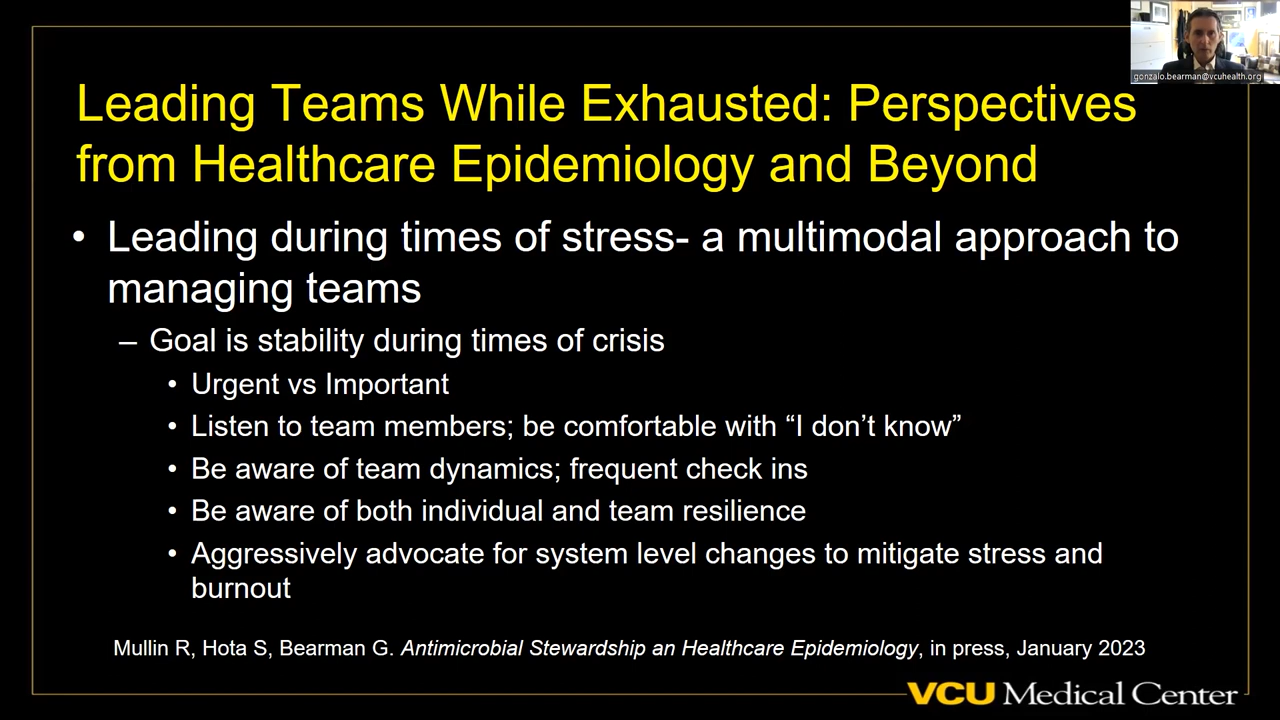 gonzalo.bearman@vcuhealth.org
Leading Teams While Exhausted: Perspectives
from Healthcare Epidemiology and Beyond
• Leading during times of stress- a multimodal approach to
managing teams
– Goal is stability during times of crisis
• Urgent vs Important
• Listen to team members; be comfortable with “I don’t know”
• Be aware of team dynamics; frequent check ins
• Be aware of both individual and team resilience
• Aggressively advocate for system level changes to mitigate stress and
burnout
Mullin R, Hota S, Bearman G. Antimicrobial Stewardship an Healthcare Epidemiology, in press, January 2023
VCU Medical Center